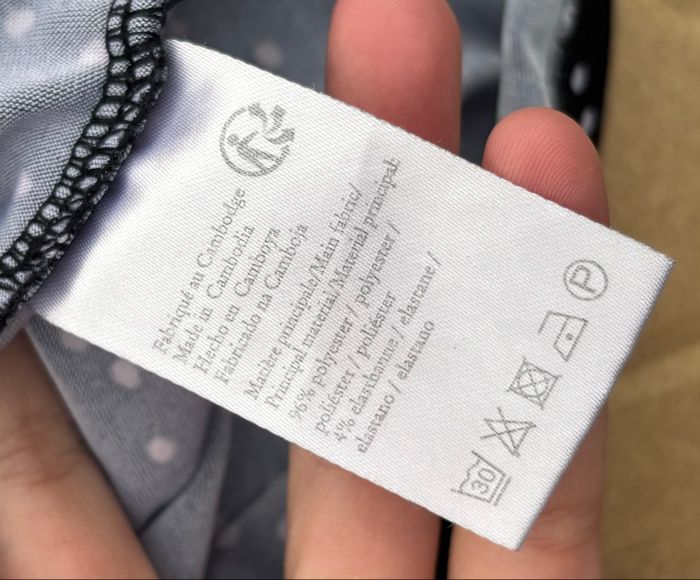 Fabriqué au Cambodge
Made in Cambodia
Hecho en Camboya
Fabricado na Camboja
Matière principale/Main fabric/
Principal material/Material principal:
96% polyester / polyester /
poliéster / poliéster
4% elasthanne / elastane /
elastano / elastano
30
P